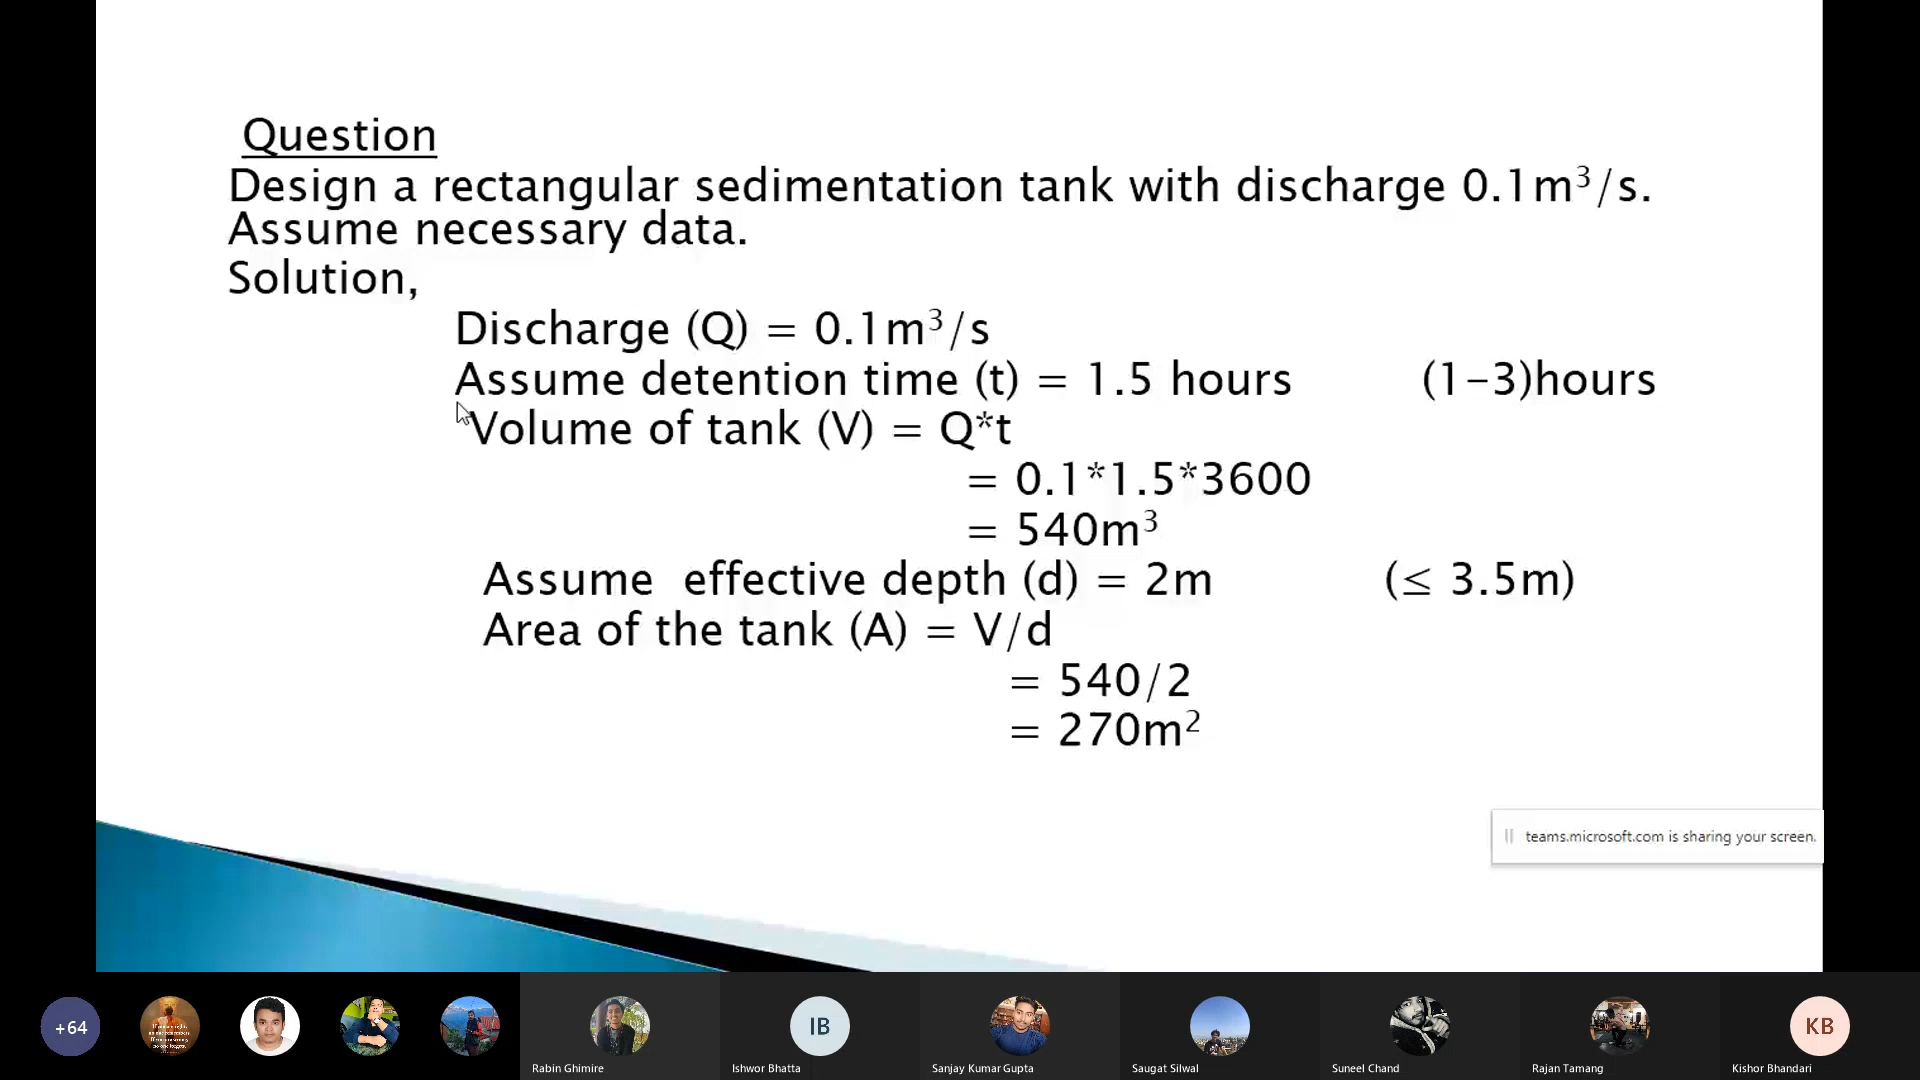 Question
Design a rectangular sedimentation tank with discharge 0.1m³/s.
Assume necessary data.
Solution,
Discharge (Q) = 0.1m³/s
Assume detention time (t) = 1.5 hours (1-3)hours
Volume of tank (V) = Q*t
= 0.1*1.5*3600
= 540m³
Assume effective depth (d) = 2m (≤ 3.5m)
Area of the tank (A) = V/d
= 540/2
= 270m²
teams.microsoft.com is sharing your screen.
+64
IB
KB
Rabin Ghimire
Ishwor Bhatta
Sanjay Kumar Gupta
Saugat Silwal
Suneel Chand
Rajan Tamang
Kishor Bhandari